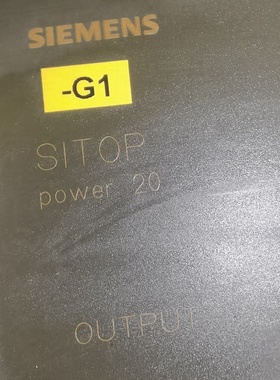 SIEMENS
-G1
SITOP
power 20
OUTPUT